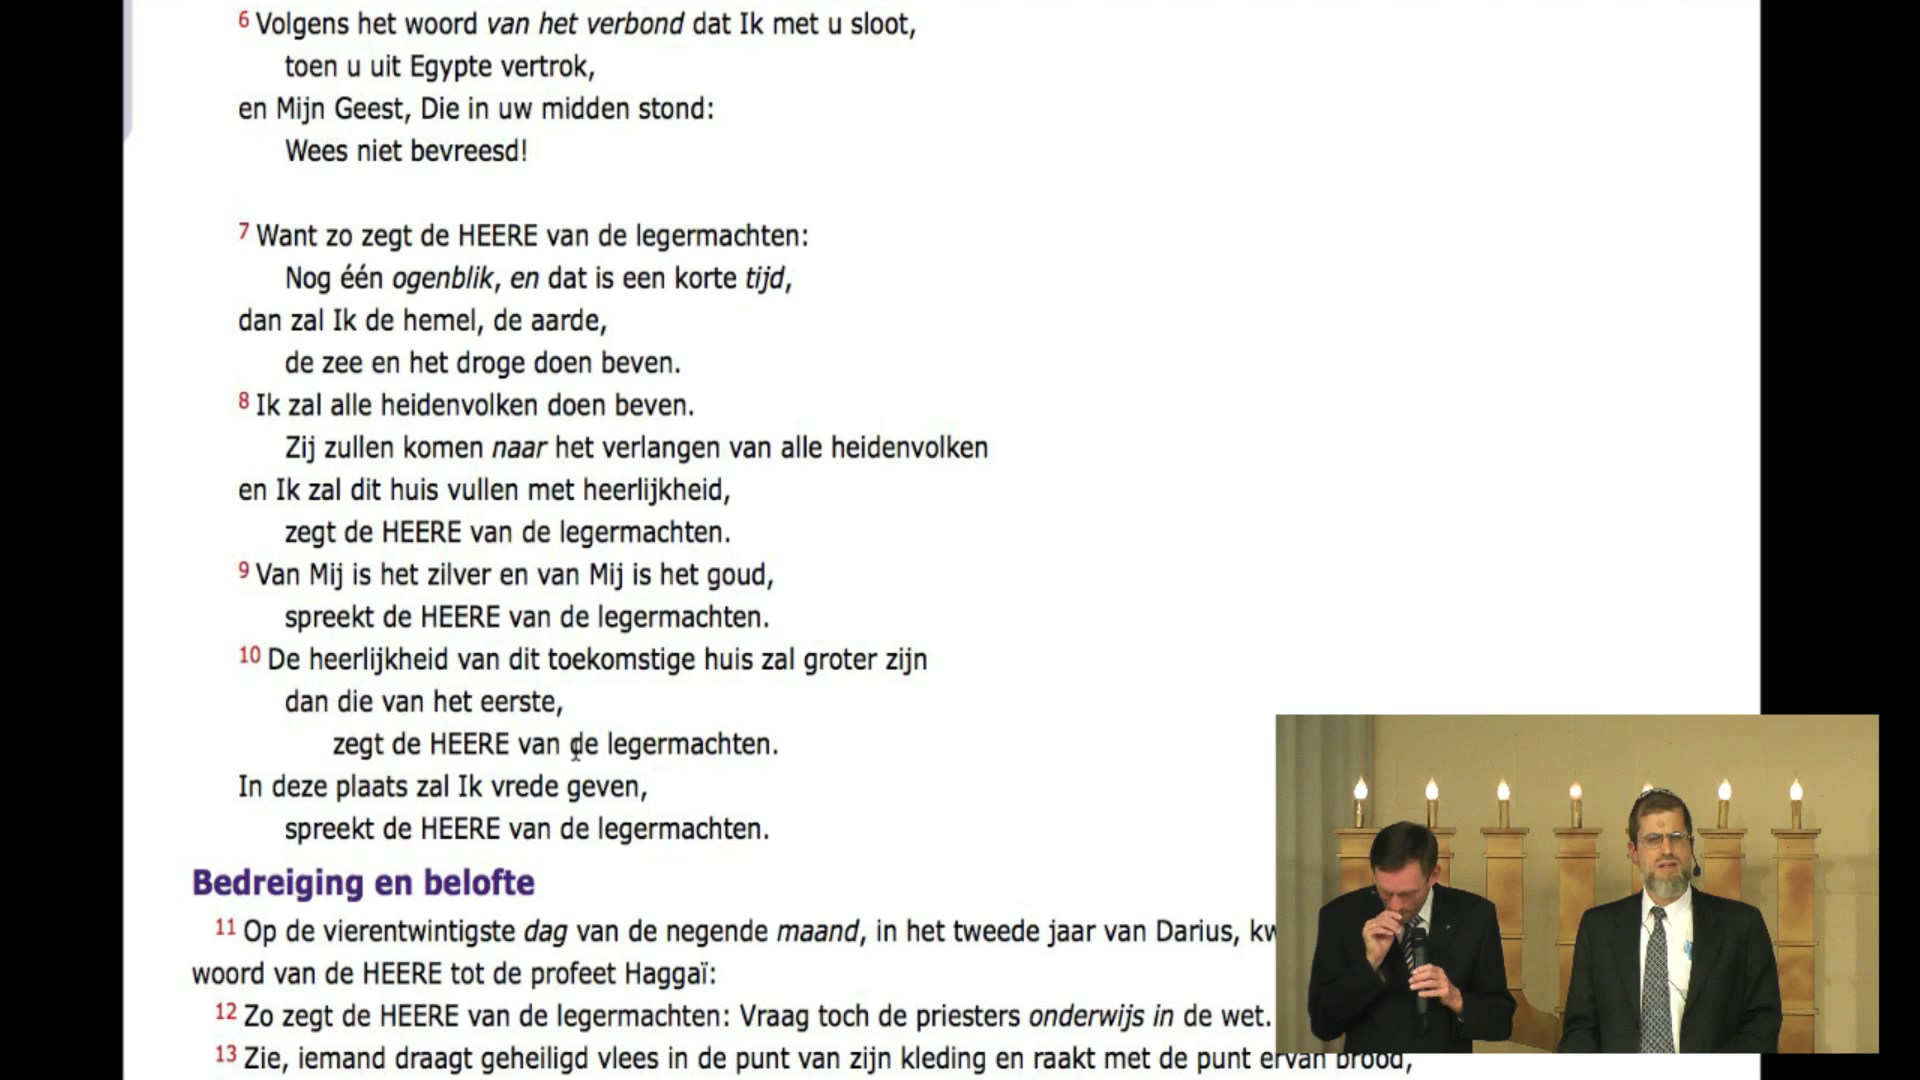 6 Volgens het woord van het verbond dat Ik met u sloot,
toen u uit Egypte vertrok,
en Mijn Geest, Die in uw midden stond:
Wees niet bevreesd!
7 Want zo zegt de HEERE van de legermachten:
Nog één ogenblik, en dat is een korte tijd,
dan zal Ik de hemel, de aarde,
de zee en het droge doen beven.
8 Ik zal alle heidenvolken doen beven.
Zij zullen komen naar het verlangen van alle heidenvolken
en Ik zal dit huis vullen met heerlijkheid,
zegt de HEERE van de legermachten.
9 Van Mij is het zilver en van Mij is het goud,
spreekt de HEERE van de legermachten.
10 De heerlijkheid van dit toekomstige huis zal groter zijn
dan die van het eerste,
zegt de HEERE van de legermachten.
In deze plaats zal Ik vrede geven,
spreekt de HEERE van de legermachten.
Bedreiging en belofte
11 Op de vierentwintigste dag van de negende maand, in het tweede jaar van Darius,
woord van de HEERE tot de profeet Haggaï:
12 Zo zegt de HEERE van de legermachten: Vraag toch de priesters onderwijs in de wet.
13 Zie, iemand draagt geheiligd vlees in de punt van zijn kleding en raakt met de punt ervan brood,